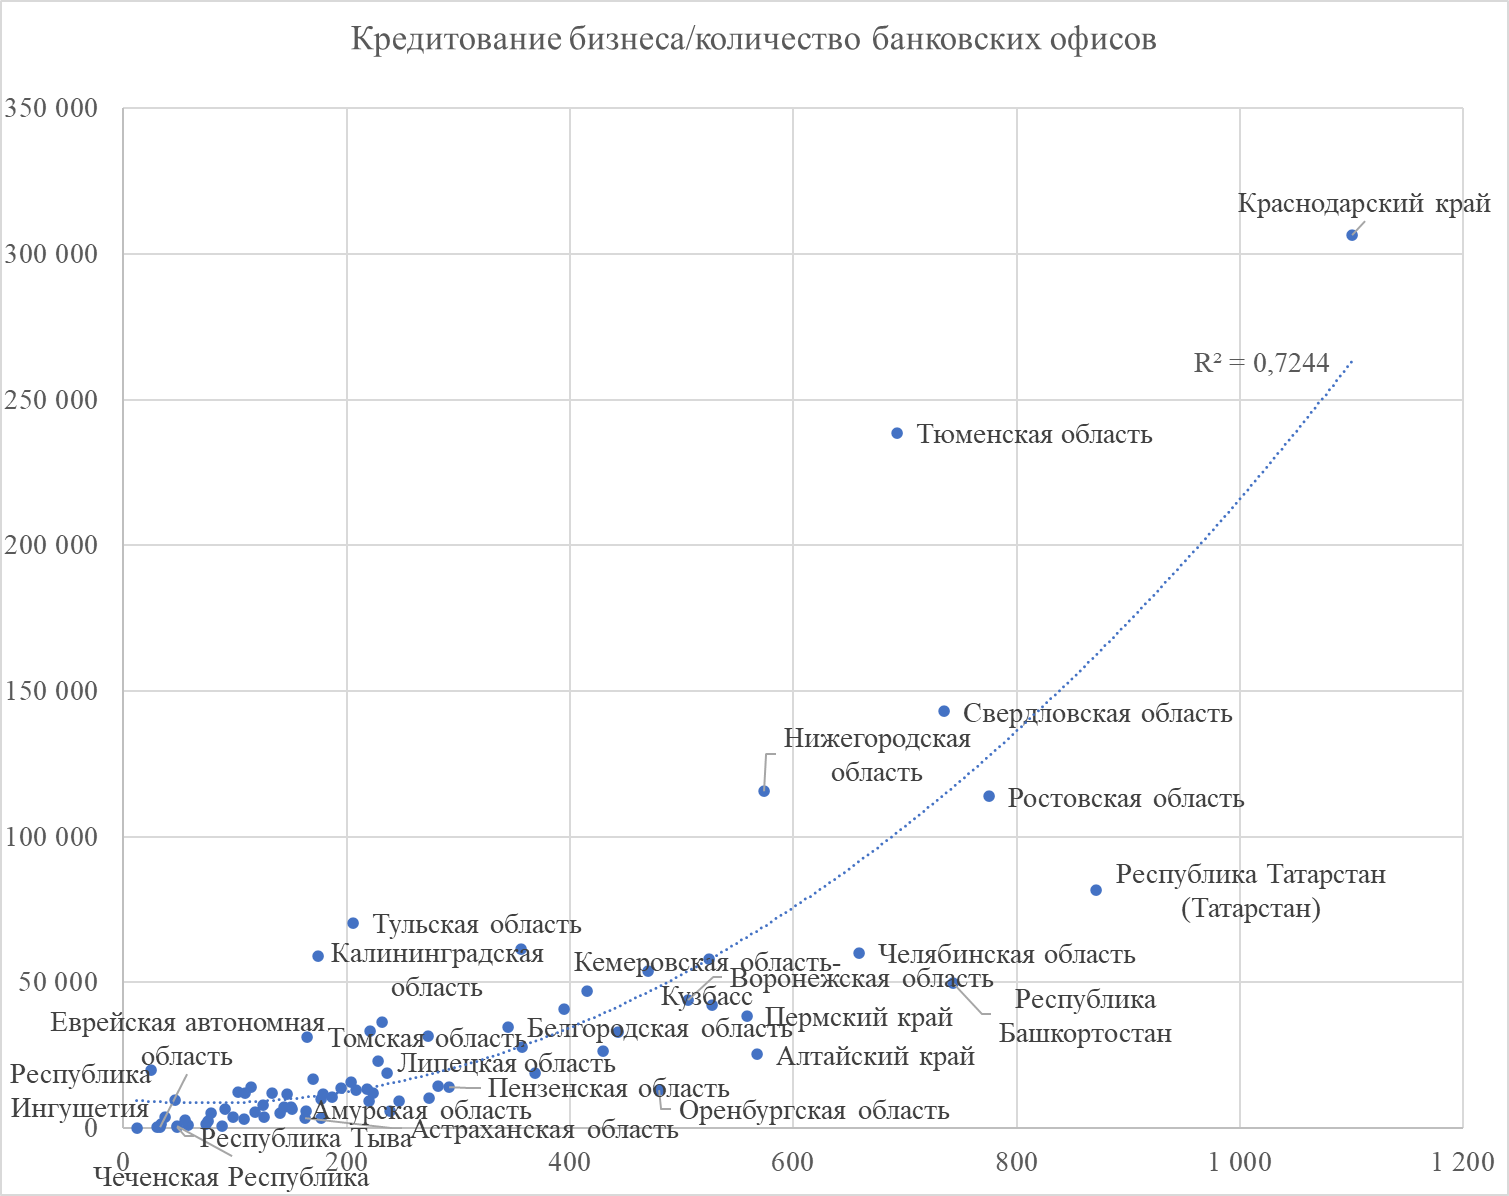 Кредитование бизнеса/количество банковских офисов
350 000
300 000
250 000
200 000
150 000
100 000
50 000
0
Краснодарский край
R² = 0,7244
Тюменская область
Свердловская область
Нижегородская
область
Ростовская область
Республика Татарстан
(Татарстан)
Тульская область
Калининградская
область
Кемеровская область-
Кузбасс
Челябинская область
Воронежская область
Республика
Башкортостан
Пермский край
Еврейская автономная
область
Томская область
Белгородская область
Алтайский край
Липецкая область
Республика
Ингушетия
Пензенская область
Амурская область
Оренбургская область
Астраханская область
Республика Тыва
Чеченская Республика
0
200
400
600
800
1 000
1 200